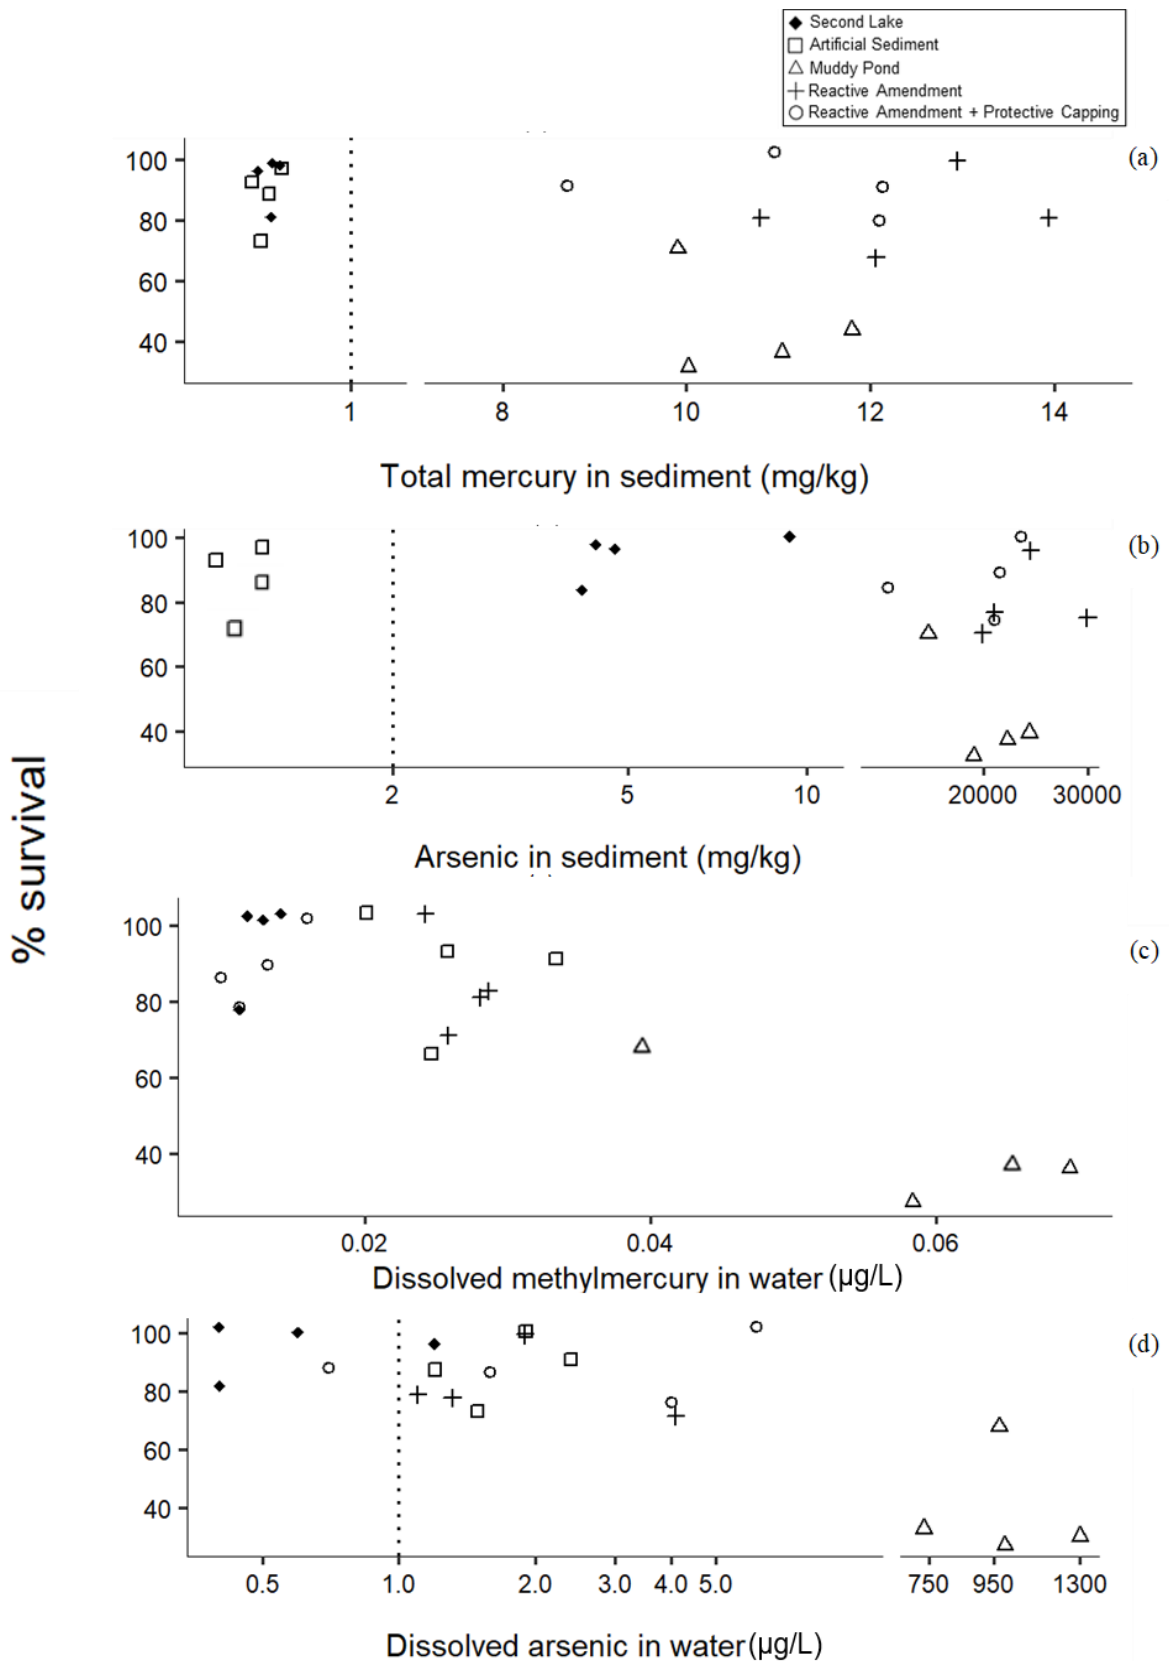 Second Lake
Artificial Sediment
Muddy Pond
Reactive Amendment
Reactive Amendment + Protective Capping
(a)
100
80
60
40
1 8 10 12 14
Total mercury in sediment (mg/kg)
(b)
100
80
60
40
2 5 10 20000 30000
Arsenic in sediment (mg/kg)
% survival
(c)
100
80
60
40
0.02 0.04 0.06
Dissolved methylmercury in water (µg/L)
(d)
100
80
60
40
0.5 1.0 2.0 3.0 4.0 5.0 750 950 1300
Dissolved arsenic in water (µg/L)